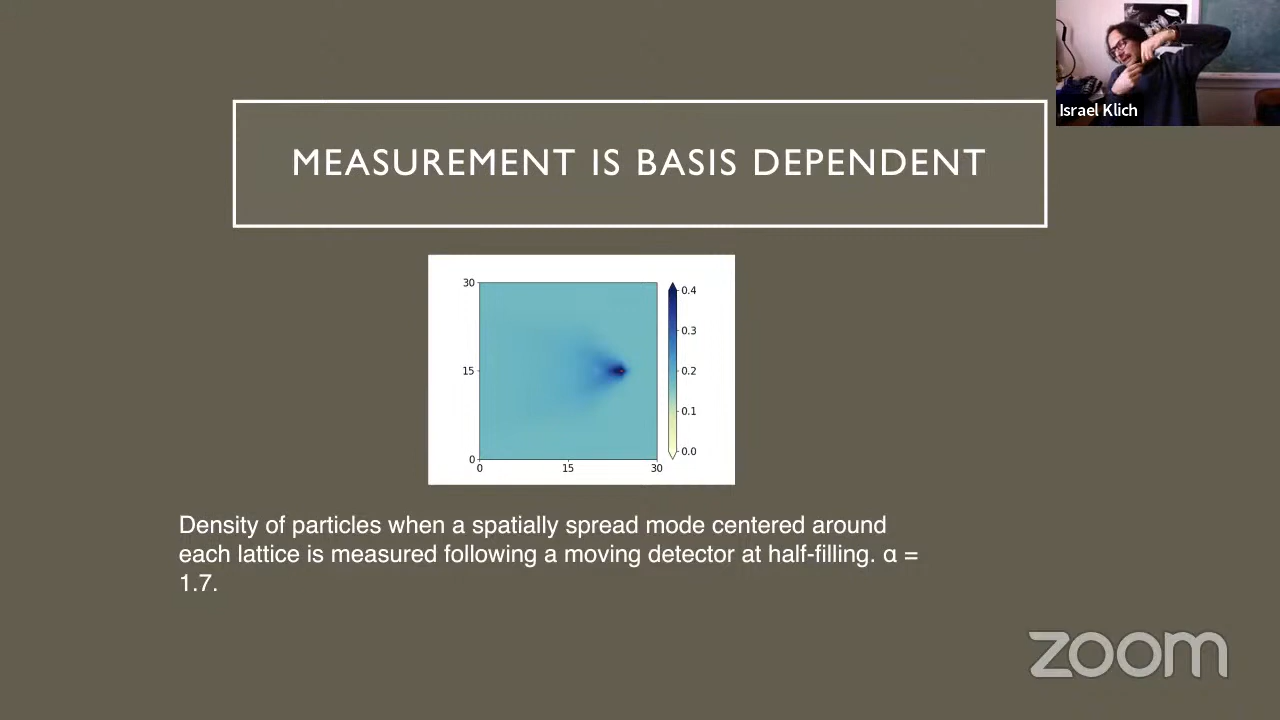 Israel Klich
MEASUREMENT IS BASIS DEPENDENT
30
15
0
0
15
30
0.4
0.3
0.2
0.1
0.0
Density of particles when a spatially spread mode centered around
each lattice is measured following a moving detector at half-filling. α =
1.7.
zoom